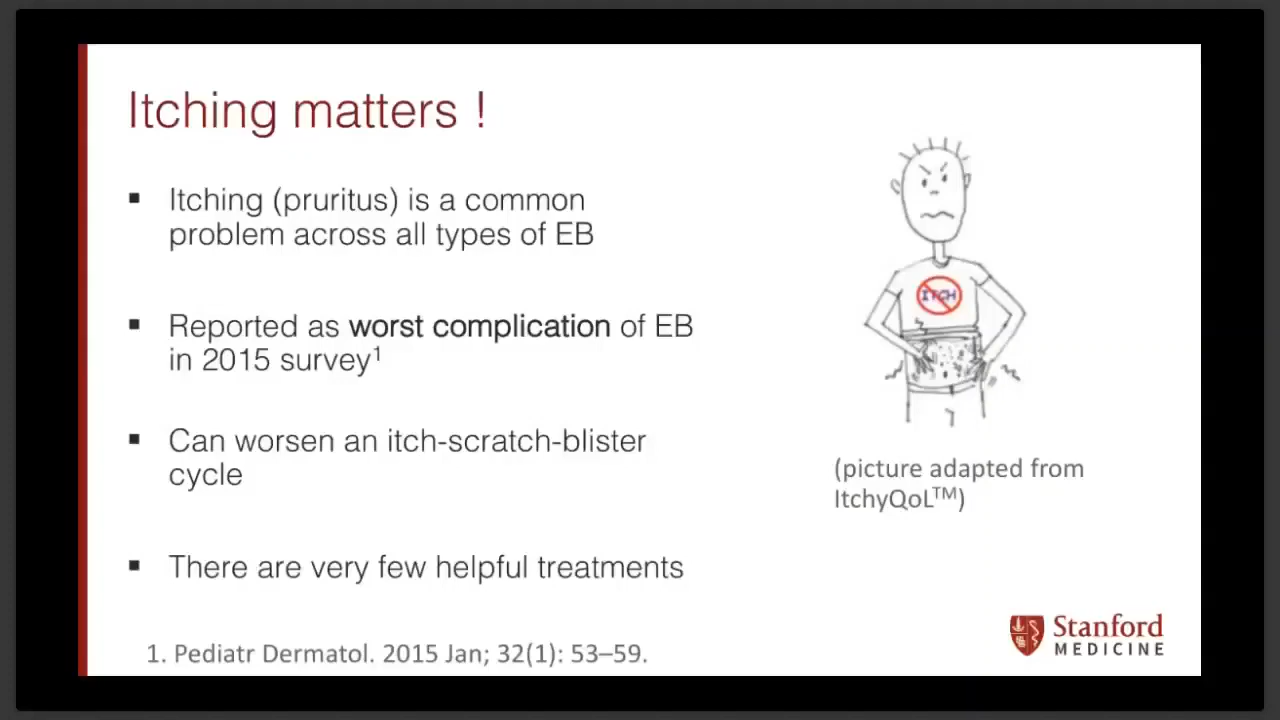 Itching matters !
▪ Itching (pruritus) is a common
problem across all types of EB
▪ Reported as worst complication of EB
in 2015 survey¹
▪ Can worsen an itch-scratch-blister
cycle
▪ There are very few helpful treatments
1. Pediatr Dermatol. 2015 Jan; 32(1): 53–59.
ITCH
(picture adapted from
ItchyQoL™)
Stanford
MEDICINE